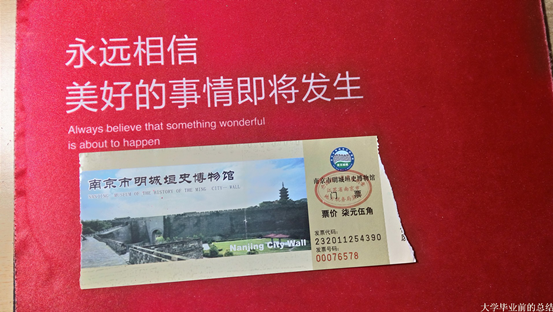 永远相信
美好的事情即将发生
Always believe that something wonderful
is about to happen
南京市明城垣史博物馆
MUSEUM OF THE HISTORY OF THE MING CITY-WALL
Nanjing City Wall
南京市明城垣史博物馆
门票
票价 柒元伍角
发票代码:
232011254390
发票号码:
00076578
大学毕业前的总结